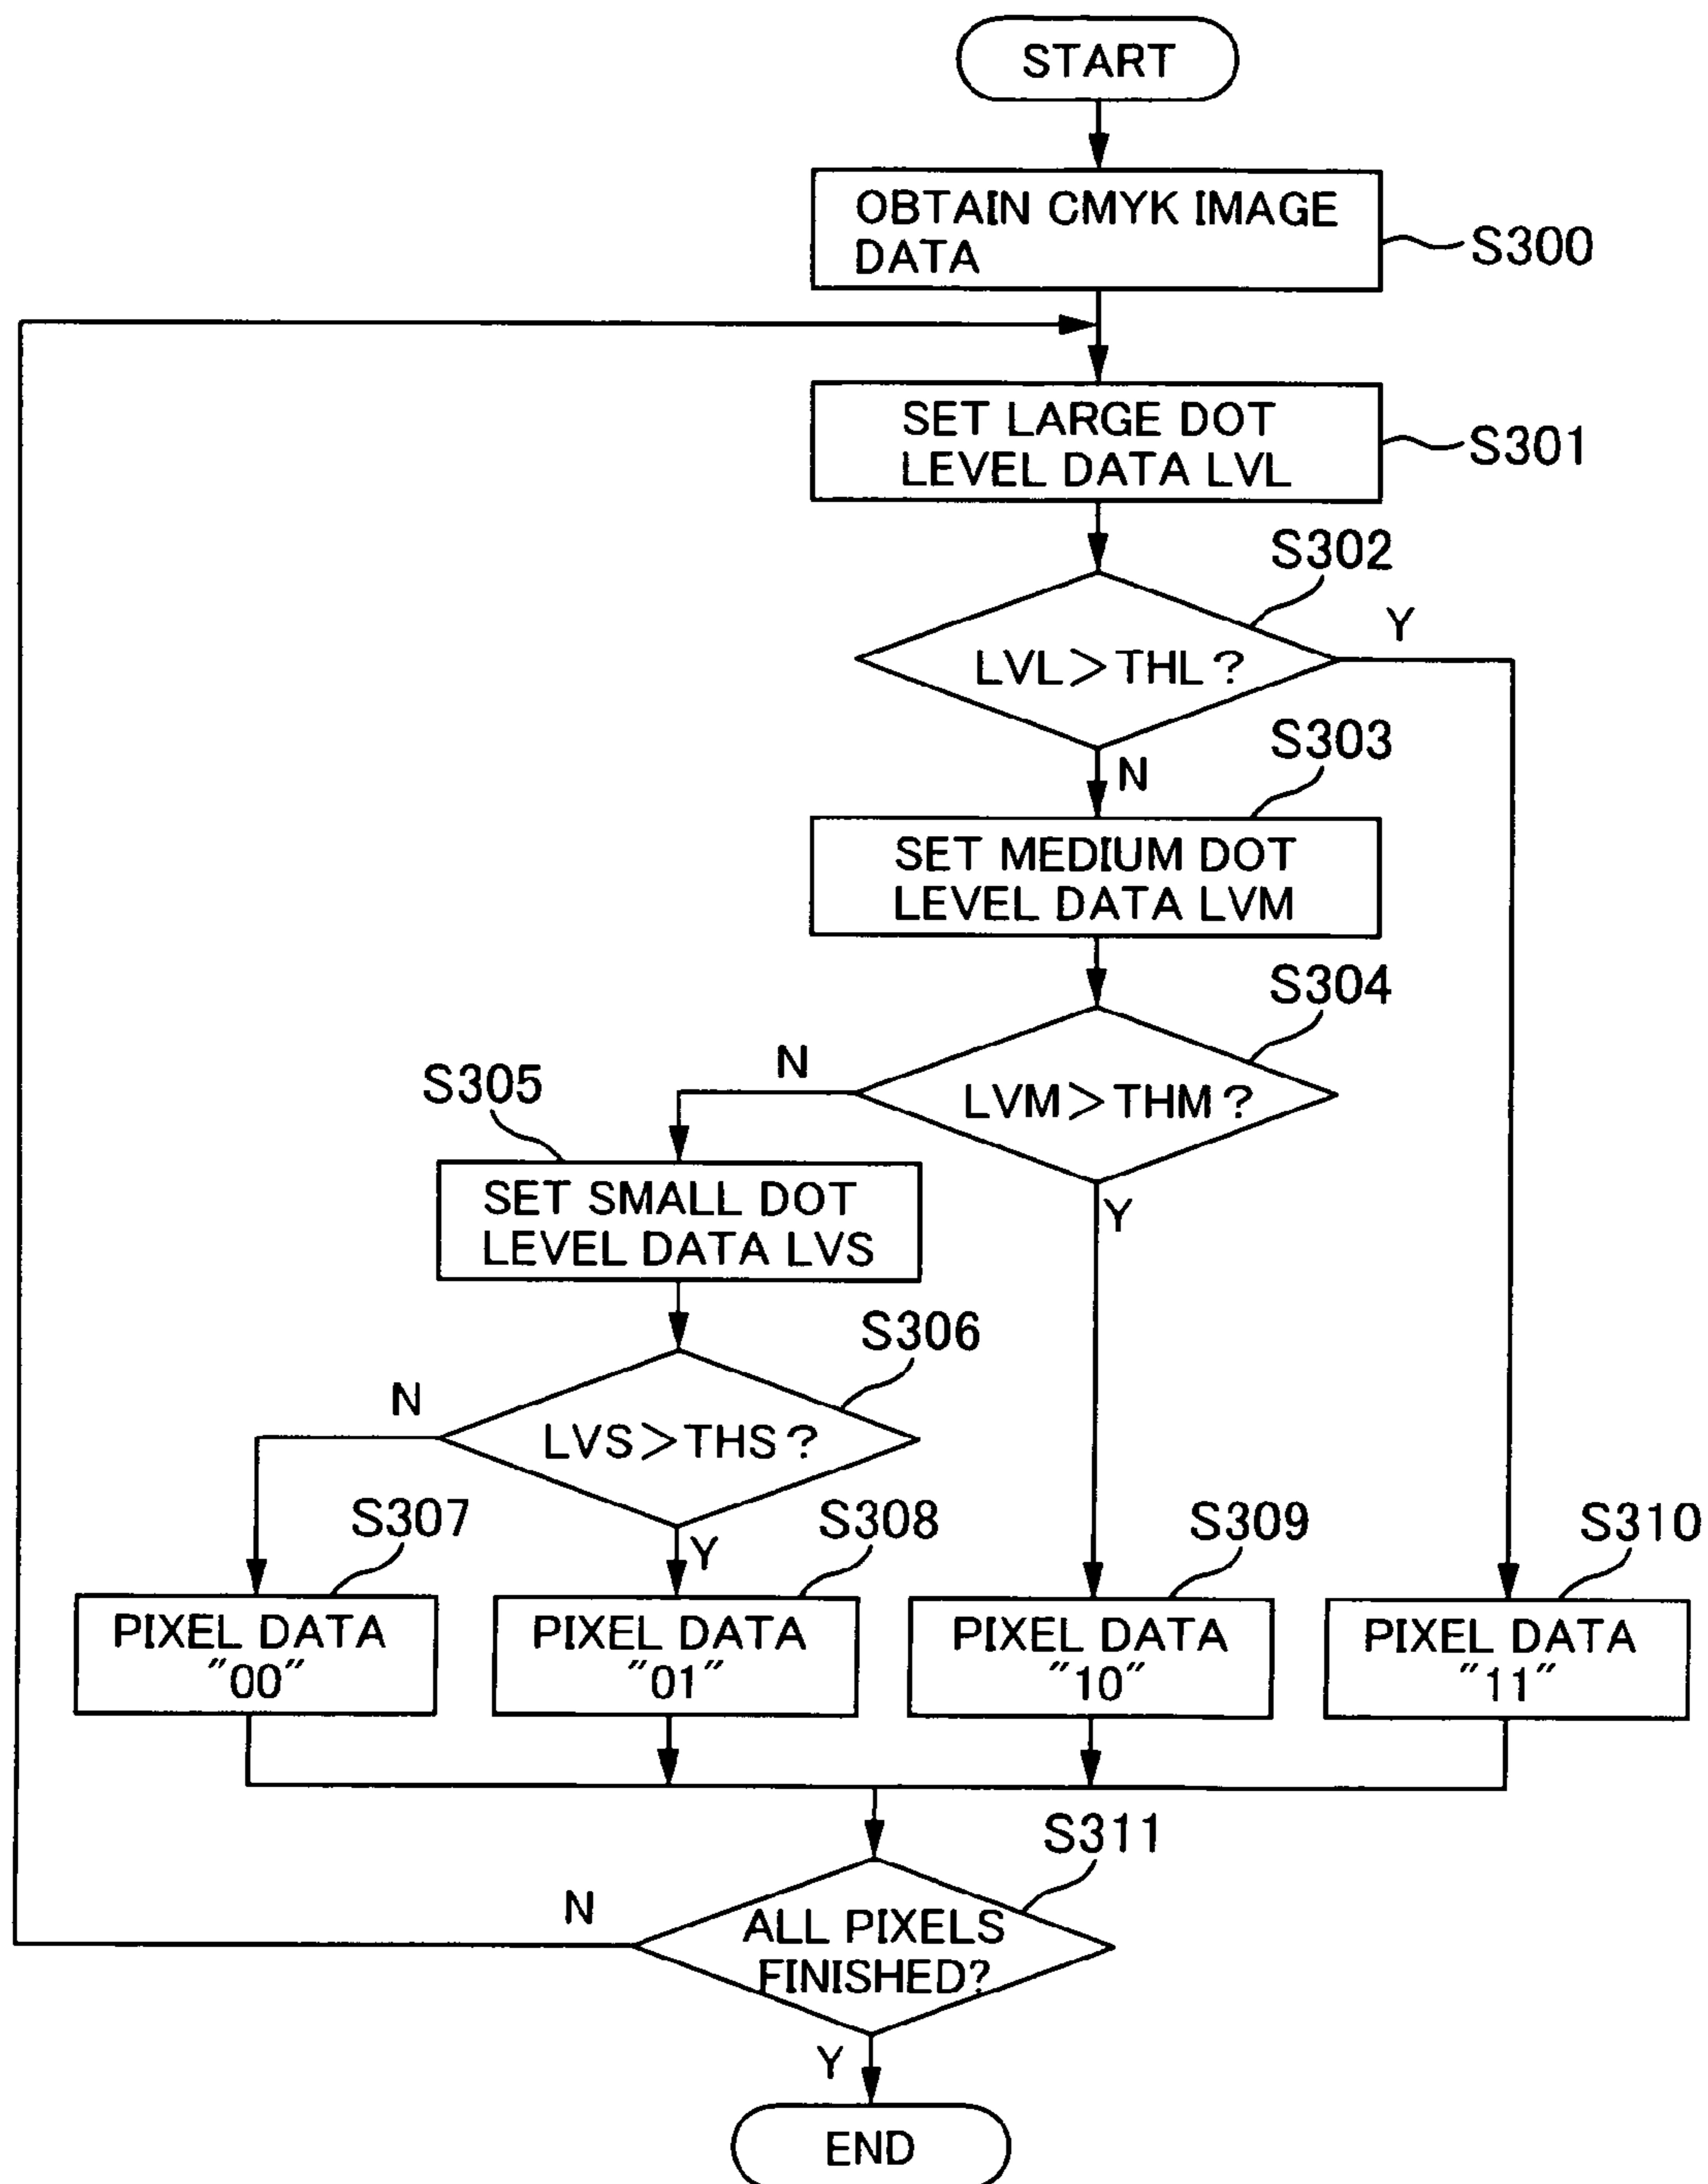 START
OBTAIN CMYK IMAGE
DATA
S300
SET LARGE DOT
LEVEL DATA LVL
S301
S302
LVL>THL?
Y
N
S303
SET MEDIUM DOT
LEVEL DATA LVM
S304
LVM>THM?
N
Y
S305
SET SMALL DOT
LEVEL DATA LVS
S306
LVS>THS?
N
Y
S307
PIXEL DATA
"00"
S308
PIXEL DATA
"01"
S309
PIXEL DATA
"10"
S310
PIXEL DATA
"11"
S311
ALL PIXELS
FINISHED?
N
Y
END